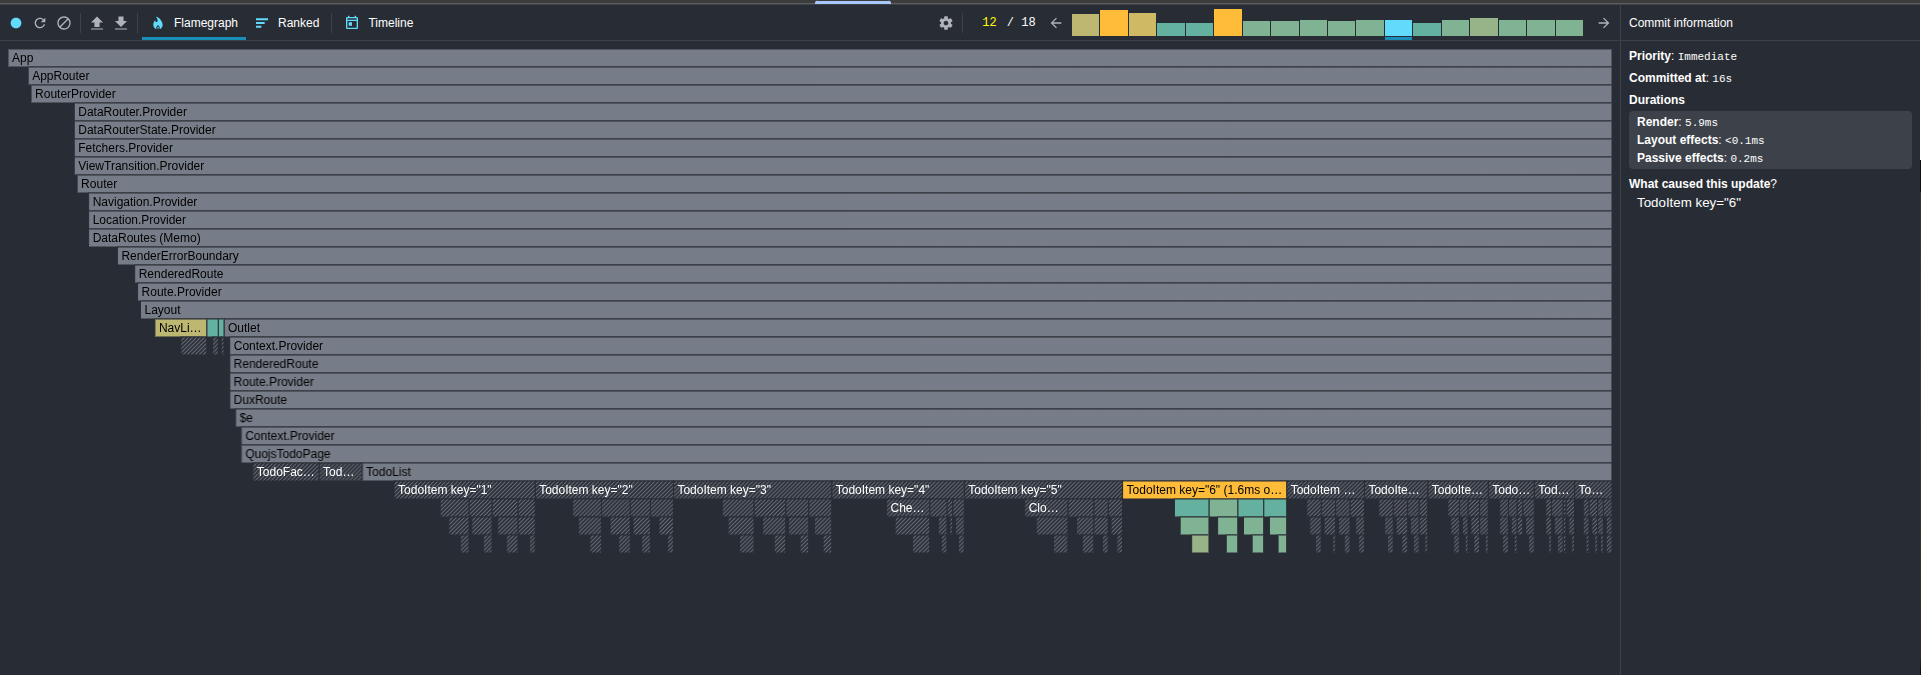 Flamegraph Ranked Timeline 12 / 18 Commit information
Priority: Immediate
Committed at: 16s
Durations
Render: 5.9ms
Layout effects: <0.1ms
Passive effects: 0.2ms
What caused this update?
TodoItem key="6"
App
AppRouter
RouterProvider
DataRouter.Provider
DataRouterState.Provider
Fetchers.Provider
ViewTransition.Provider
Router
Navigation.Provider
Location.Provider
DataRoutes (Memo)
RenderErrorBoundary
RenderedRoute
Route.Provider
Layout
NavLi… Outlet
Context.Provider
RenderedRoute
Route.Provider
DuxRoute
$e
Context.Provider
QuojsTodoPage
TodoFac… Tod… TodoList
TodoItem key="1" TodoItem key="2" TodoItem key="3" TodoItem key="4" TodoItem key="5" TodoItem key="6" (1.6ms o… TodoItem … TodoIte… TodoIte… Todo… Tod… To…
Che… Clo…